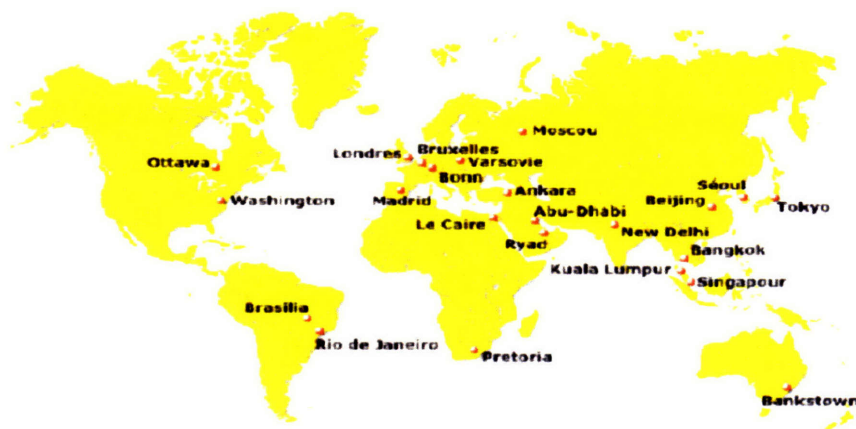 Moscou
Londres
Bruxelles
Varsovie
Bonn
Ottawa
Washington
Madrid
Ankara
Séoul
Beijing
Tokyo
Le Caire
Abu-Dhabi
Ryad
New Delhi
Bangkok
Kuala Lumpur
Singapour
Brasilia
Rio de Janeiro
Pretoria
Bankstown